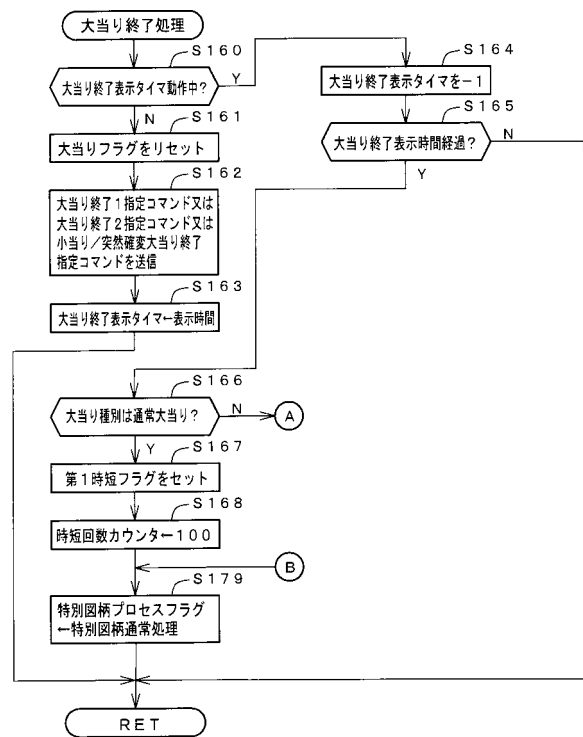 大当り終了処理
S160
大当り終了表示タイマ動作中?
Y
N
S164
大当り終了表示タイマを-1
S165
大当り終了表示時間経過?
N
Y
S161
大当りフラグをリセット
S162
大当り終了1指定コマンド又は
大当り終了2指定コマンド又は
小当り/突然確変大当り終了
指定コマンドを送信
S163
大当り終了表示タイマ←表示時間
S166
大当り種別は通常大当り?
N
A
Y
S167
第1時短フラグをセット
S168
時短回数カウンタ←100
B
S179
特別図柄プロセスフラグ
←特別図柄通常処理
RET